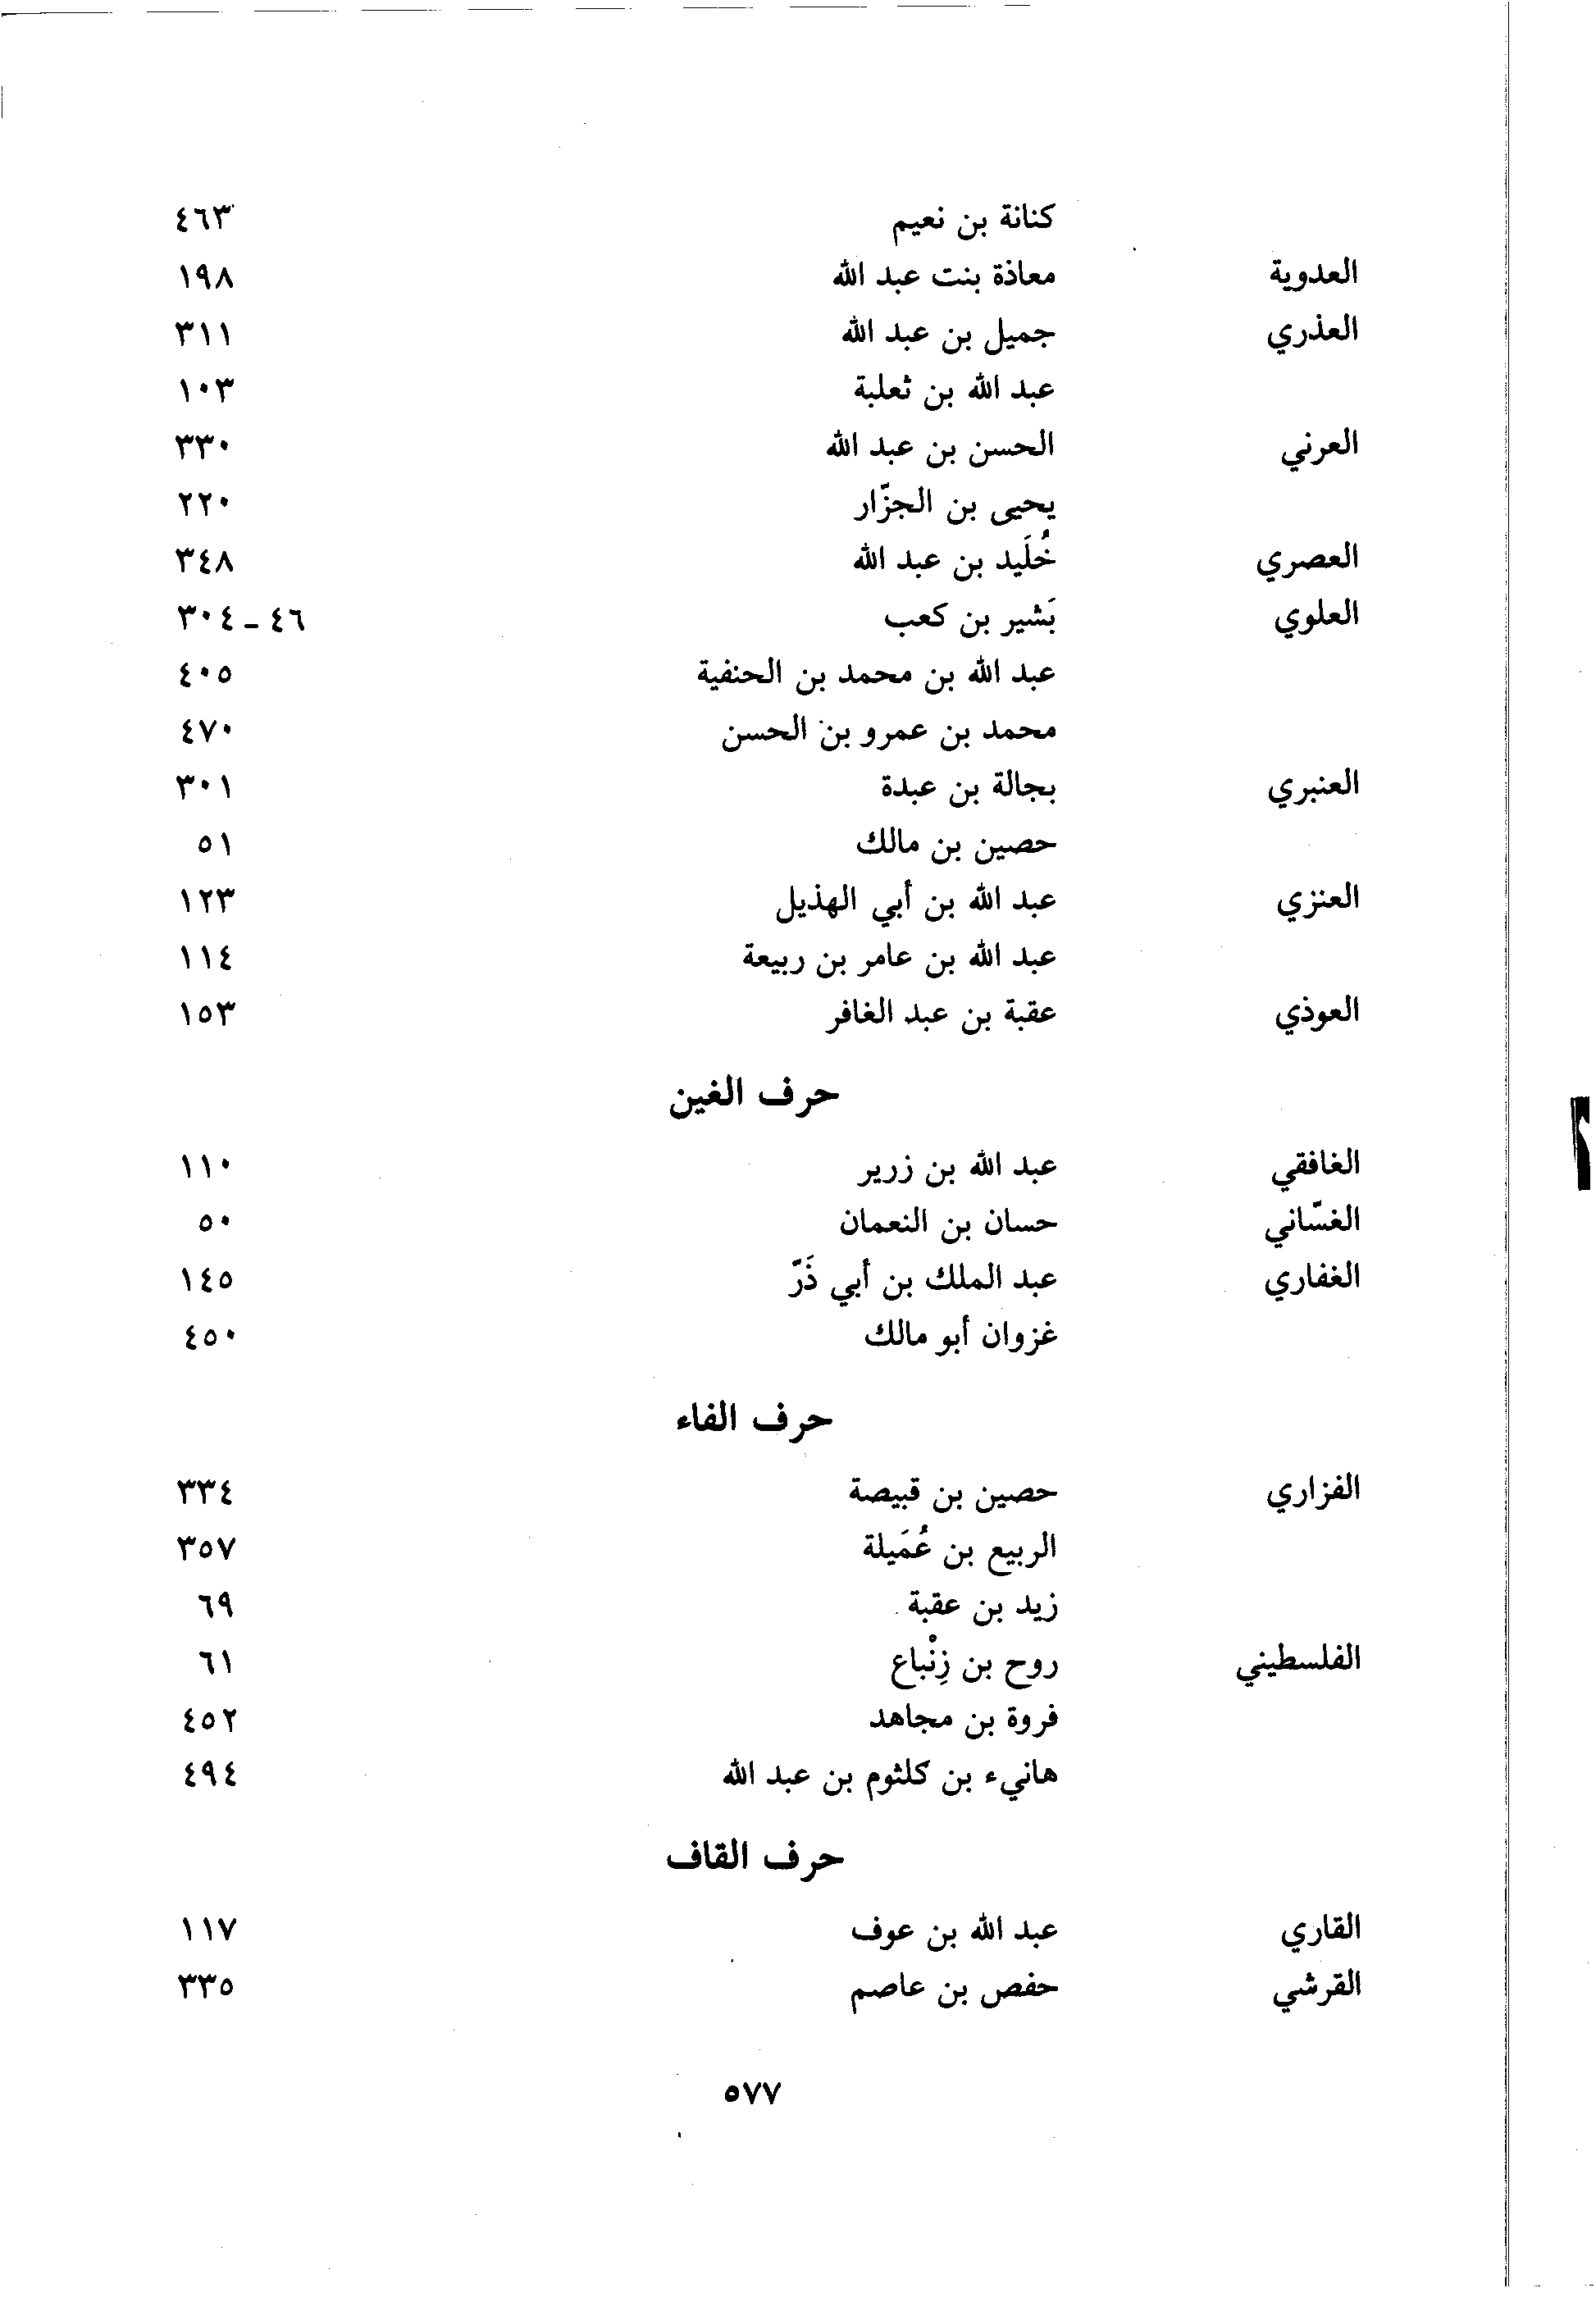 كنانة بن نعيم ٤٦٣
العدوية معاذة بنت عبد الله ١٩٨
العذري جميل بن عبد الله ٣١١
عبد الله بن ثعلبة ١٠٣
العرني الحسن بن عبد الله ٣٣٠
يحيى بن الجزّار ٢٢٠
العصري خُلَيد بن عبد الله ٣٤٨
العلوي بَشير بن كعب ٤٦ - ٣٠٤
عبد الله بن محمد بن الحنفية ٤٠٥
محمد بن عمرو بن الحسن ٤٧٠
العنبري بجالة بن عبدة ٣٠١
حصين بن مالك ٥١
العنزي عبد الله بن أبي الهذيل ١٢٣
عبد الله بن عامر بن ربيعة ١١٤
العوذي عقبة بن عبد الغافر ١٥٣
حرف الغين
الغافقي عبد الله بن زرير ١١٠
الغسّاني حسان بن النعمان ٥٠
الغفاري عبد الملك بن أبي ذَرّ ١٤٥
غزوان أبو مالك ٤٥٠
حرف الفاء
الفزاري حصين بن قبيصة ٣٣٤
الربيع بن عُمَيلة ٣٥٧
زيد بن عقبة ٦٩
الفلسطيني روح بن زِنْباع ٦١
فروة بن مجاهد ٤٥٢
هانيء بن كلثوم بن عبد الله ٤٩٤
حرف القاف
القاري عبد الله بن عوف ١١٧
القرشي حفص بن عاصم ٣٣٥
٥٧٧